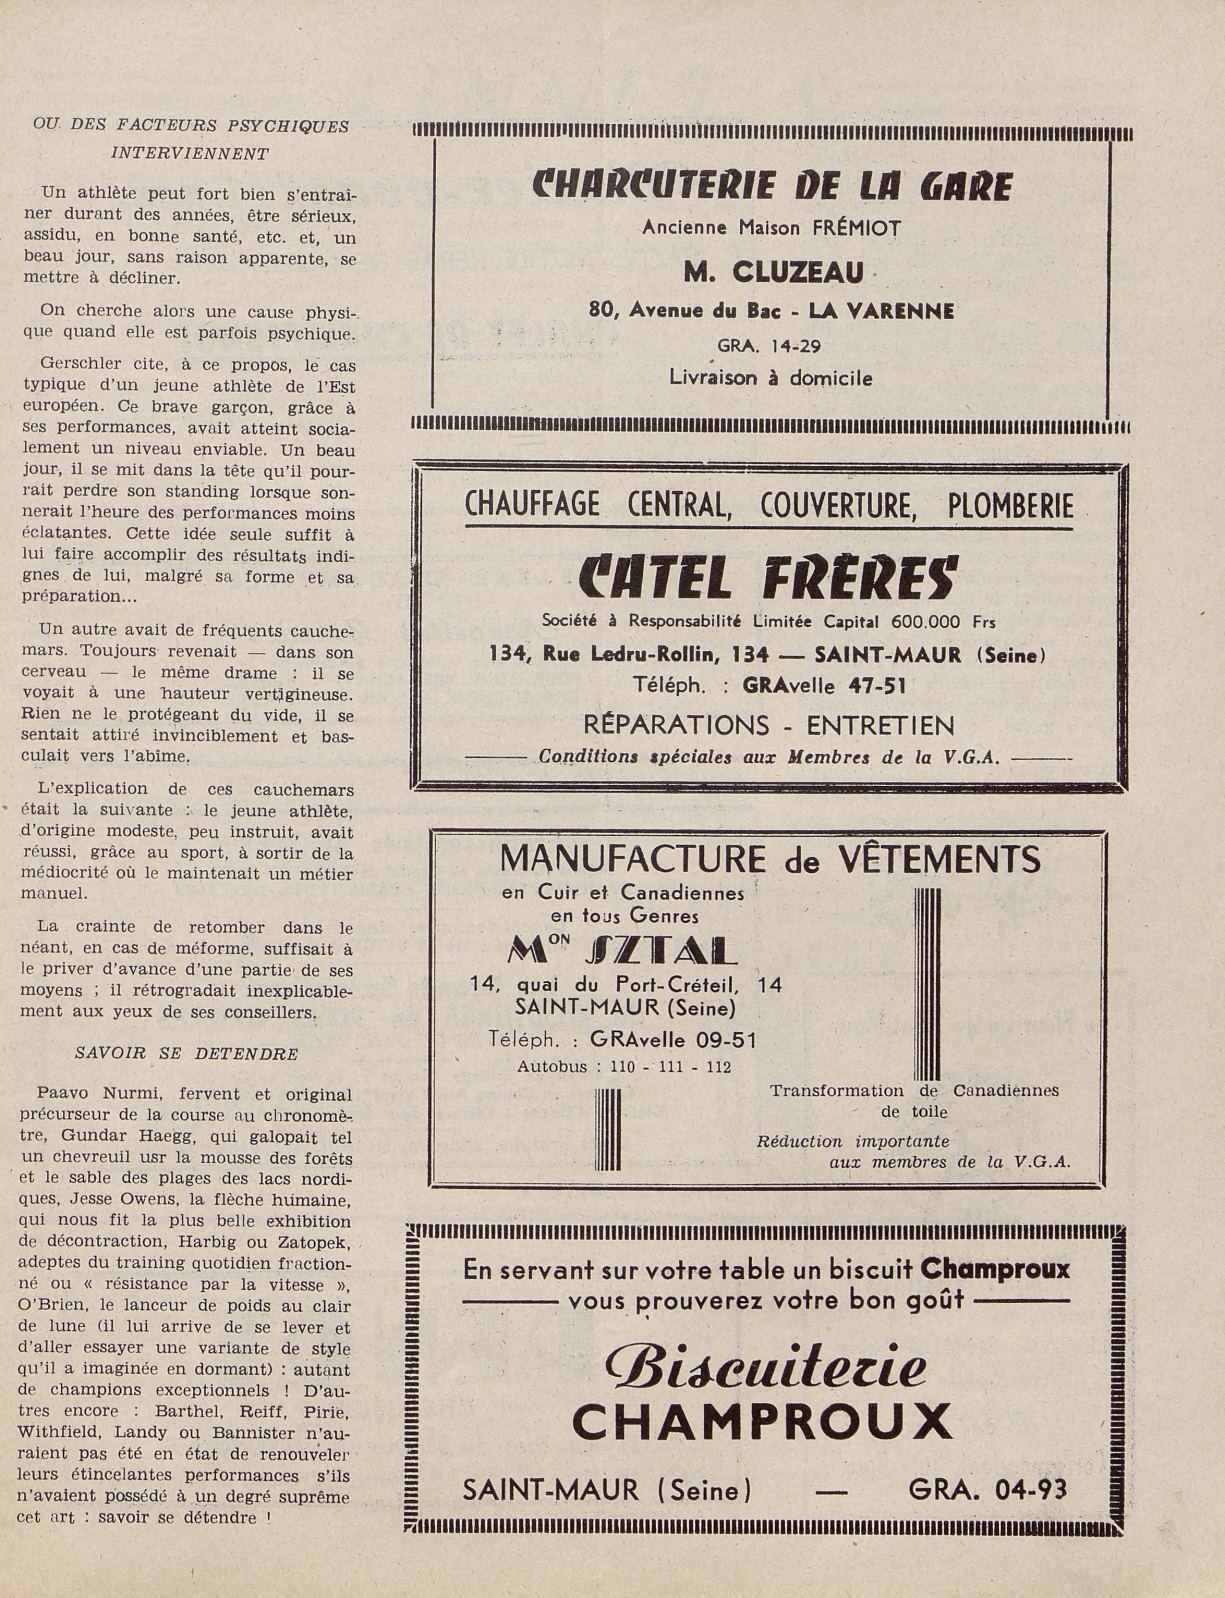 OU DES FACTEURS PSYCHIQUES
INTERVIENNENT
Un athlète peut fort bien s'entraî-
ner durant des années, être sérieux,
assidu, en bonne santé, etc. et, un
beau jour, sans raison apparente, se
mettre à décliner.
On cherche alors une cause physi-
que quand elle est parfois psychique.
Gerschler cite, à ce propos, le cas
typique d'un jeune athlète de l'Est
européen. Ce brave garçon, grâce à
ses performances, avait atteint socia-
lement un niveau enviable. Un beau
jour, il se mit dans la tête qu'il pour-
rait perdre son standing lorsque son-
nerait l'heure des performances moins
éclatantes. Cette idée seule suffit à
lui faire accomplir des résultats indi-
gnes de lui, malgré sa forme et sa
préparation...
Un autre avait de fréquents cauche-
mars. Toujours revenait — dans son
cerveau — le même drame : il se
voyait à une hauteur vertigineuse.
Rien ne le protégeant du vide, il se
sentait attiré invinciblement et bas-
culait vers l'abîme.
L'explication de ces cauchemars
était la suivante : le jeune athlète,
d'origine modeste, peu instruit, avait
réussi, grâce au sport, à sortir de la
médiocrité où le maintenait un métier
manuel.
La crainte de retomber dans le
néant, en cas de méforme, suffisait à
le priver d'avance d'une partie de ses
moyens ; il rétrogradait inexplicable-
ment aux yeux de ses conseillers.
SAVOIR SE DETENDRE
Paavo Nurmi, fervent et original
précurseur de la course au chronomè-
tre, Gundar Haegg, qui galopait tel
un chevreuil usr la mousse des forêts
et le sable des plages des lacs nordi-
ques, Jesse Owens, la flèche humaine,
qui nous fit la plus belle exhibition
de décontraction, Harbig ou Zatopek,
adeptes du training quotidien fraction-
né ou « résistance par la vitesse »,
O'Brien, le lanceur de poids au clair
de lune (il lui arrive de se lever et
d'aller essayer une variante de style
qu'il a imaginée en dormant) : autant
de champions exceptionnels ! D'au-
tres encore : Barthel, Reiff, Pirie,
Withfield, Landy ou Bannister n'au-
raient pas été en état de renouveler
leurs étincelantes performances s'ils
n'avaient possédé à un degré suprême
cet art : savoir se détendre !
CHARCUTERIE DE LA GARE
Ancienne Maison FRÉMIOT
M. CLUZEAU
80, Avenue du Bac - LA VARENNE
GRA. 14-29
Livraison à domicile
CHAUFFAGE CENTRAL, COUVERTURE, PLOMBERIE
CATEL FRÈRES
Société à Responsabilité Limitée Capital 600.000 Frs
134, Rue Ledru-Rollin, 134 — SAINT-MAUR (Seine)
Téléph. : GRAvelle 47-51
RÉPARATIONS - ENTRETIEN
Conditions spéciales aux Membres de la V.G.A.
MANUFACTURE de VÊTEMENTS
en Cuir et Canadiennes
en tous Genres
Mon SZTAL
14, quai du Port-Créteil, 14
SAINT-MAUR (Seine)
Téléph. : GRAvelle 09-51
Autobus : 110 - 111 - 112
Transformation de Canadiennes
de toile
Réduction importante
aux membres de la V.G.A.
En servant sur votre table un biscuit Champroux
vous prouverez votre bon goût
Biscuiterie
CHAMPROUX
SAINT-MAUR (Seine) — GRA. 04-93